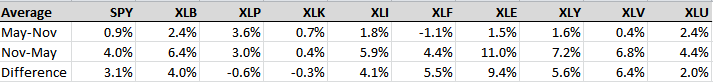 Average SPY XLB XLP XLK XLI XLF XLE XLY XLV XLU
May-Nov 0.9% 2.4% 3.6% 0.7% 1.8% -1.1% 1.5% 1.6% 0.4% 2.4%
Nov-May 4.0% 6.4% 3.0% 0.4% 5.9% 4.4% 11.0% 7.2% 6.8% 4.4%
Difference 3.1% 4.0% -0.6% -0.3% 4.1% 5.5% 9.4% 5.6% 6.4% 2.0%